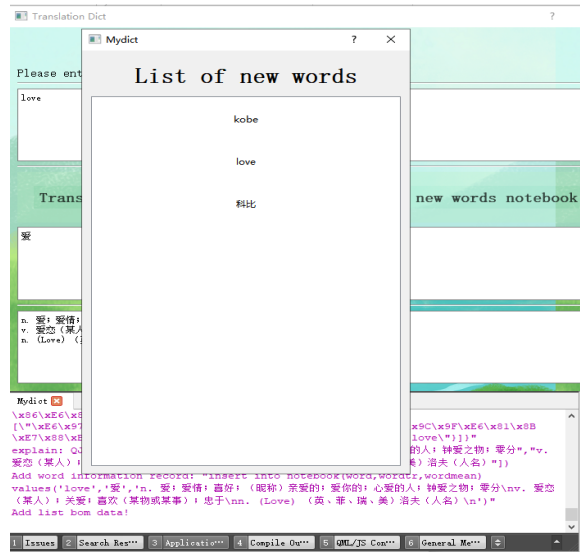 Translation Dict
?
Mydict
?
Please ent
List of new words
love
kobe
love
科比
Trans
new words notebook
爱
n. 爱; 爱情;
v. 爱恋 (某人
n. (Love) (
Mydict
\x86\xE6\x
["\xE6\x97 x9C\x9F\xE6\x81\x8B
\xE7\x88\xB love\"}]}"
explain: QJ 的人; 钟爱之物; 零分","v.
爱恋 (某人); 美) 洛夫 (人名) "])
Add word information record: "insert into notebook(word,wordtr,wordmean)
values('love','爱','n. 爱; 爱情; 喜好; (昵称) 亲爱的; 爱你的; 心爱的人; 钟爱之物; 零分\nv. 爱恋
(某人); 关爱; 喜欢 (某物或某事); 忠于\nn. (Love) (英、菲、瑞、美) 洛夫 (人名) \n')"
Add list bom data!
1 Issues 2 Search Res··· 3 Applicatio··· 4 Compile Ou··· 5 QML/JS Con··· 6 General Me···